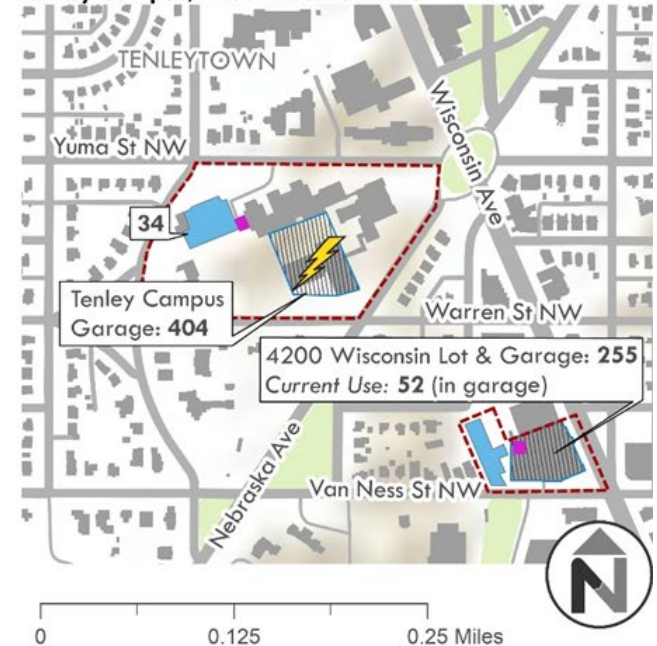 TENLEYTOWN
Yuma St NW
Wisconsin Ave
34
Tenley Campus
Garage: 404
Warren St NW
4200 Wisconsin Lot & Garage: 255
Current Use: 52 (in garage)
Nebraska Ave
Van Ness St NW
N
0 0.125 0.25 Miles